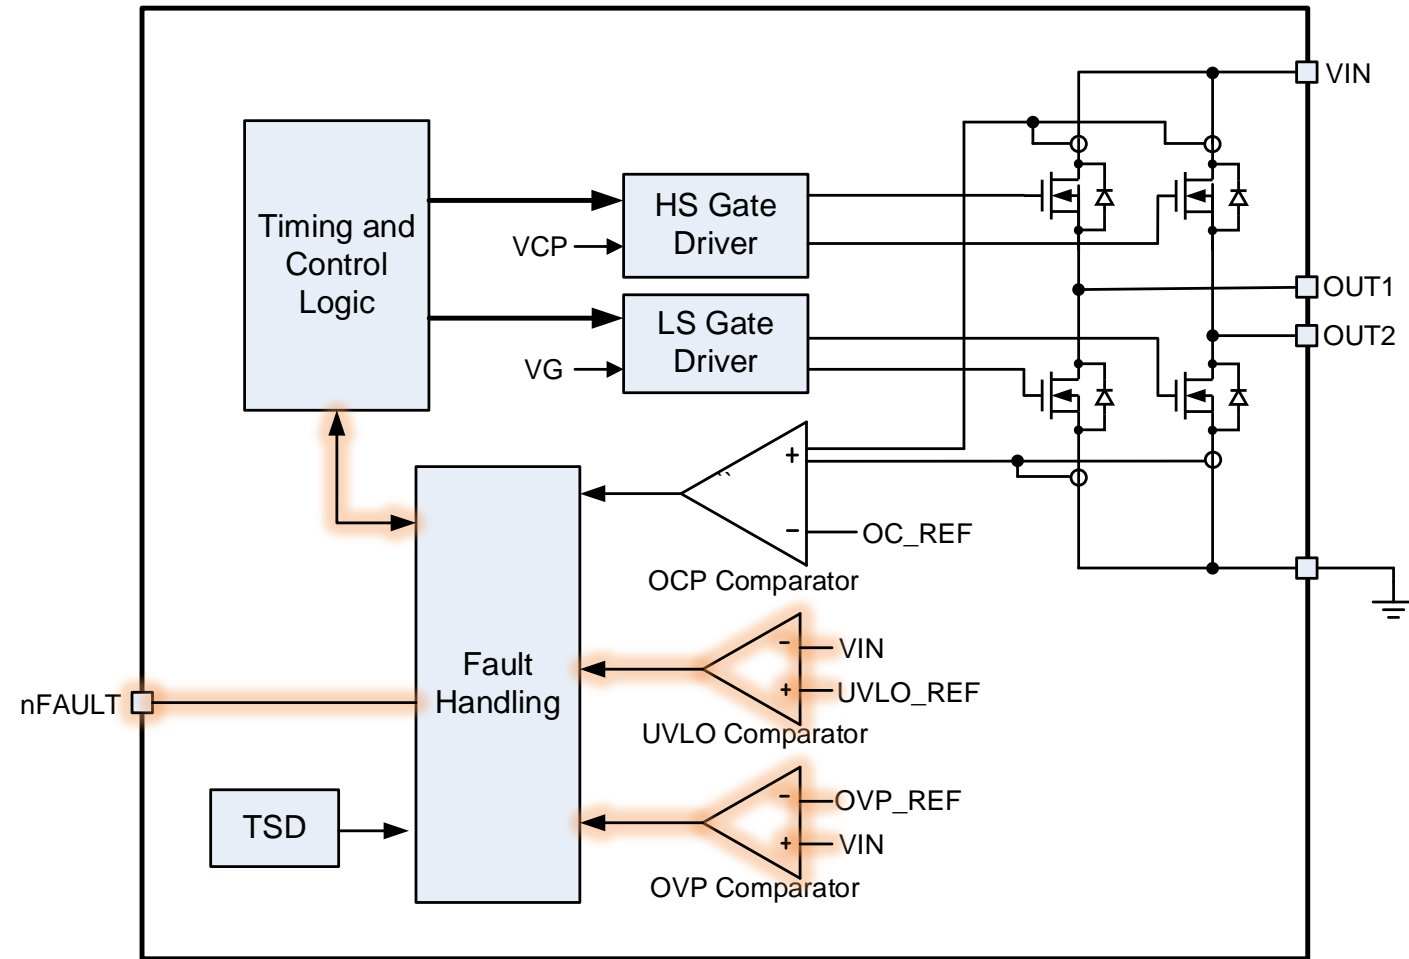 VIN
Timing and
Control
Logic
HS Gate
Driver
VCP
LS Gate
Driver
VG
OUT1
OUT2
+
``
-
OC_REF
OCP Comparator
Fault
Handling
-
VIN
+
UVLO_REF
UVLO Comparator
nFAULT
TSD
-
OVP_REF
+
VIN
OVP Comparator